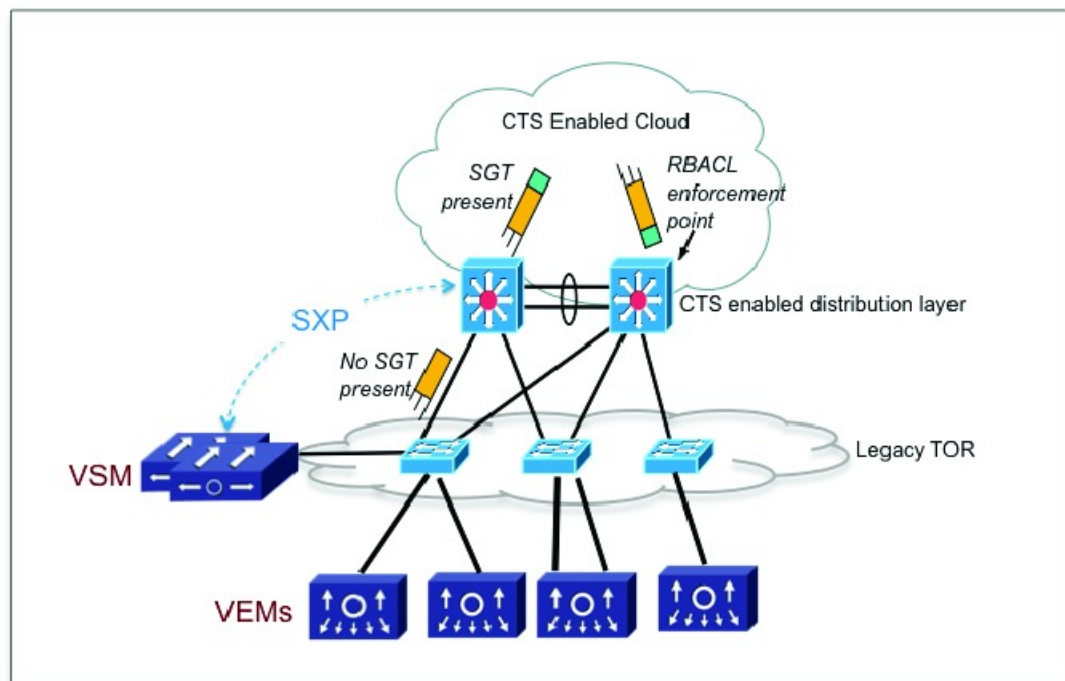 CTS Enabled Cloud
SGT
present
RBACL
enforcement
point
CTS enabled distribution layer
SXP
No SGT
present
Legacy TOR
VSM
VEMs